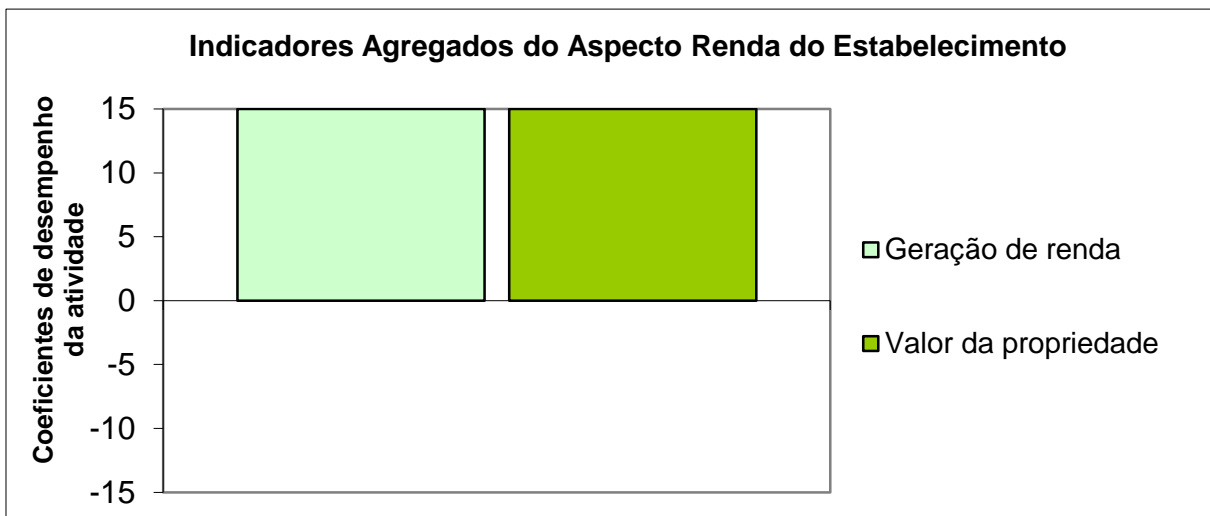 Indicadores Agregados do Aspecto Renda do Estabelecimento
Coeficientes de desempenho
da atividade
15
10
5
0
-5
-10
-15
Geração de renda
Valor da propriedade